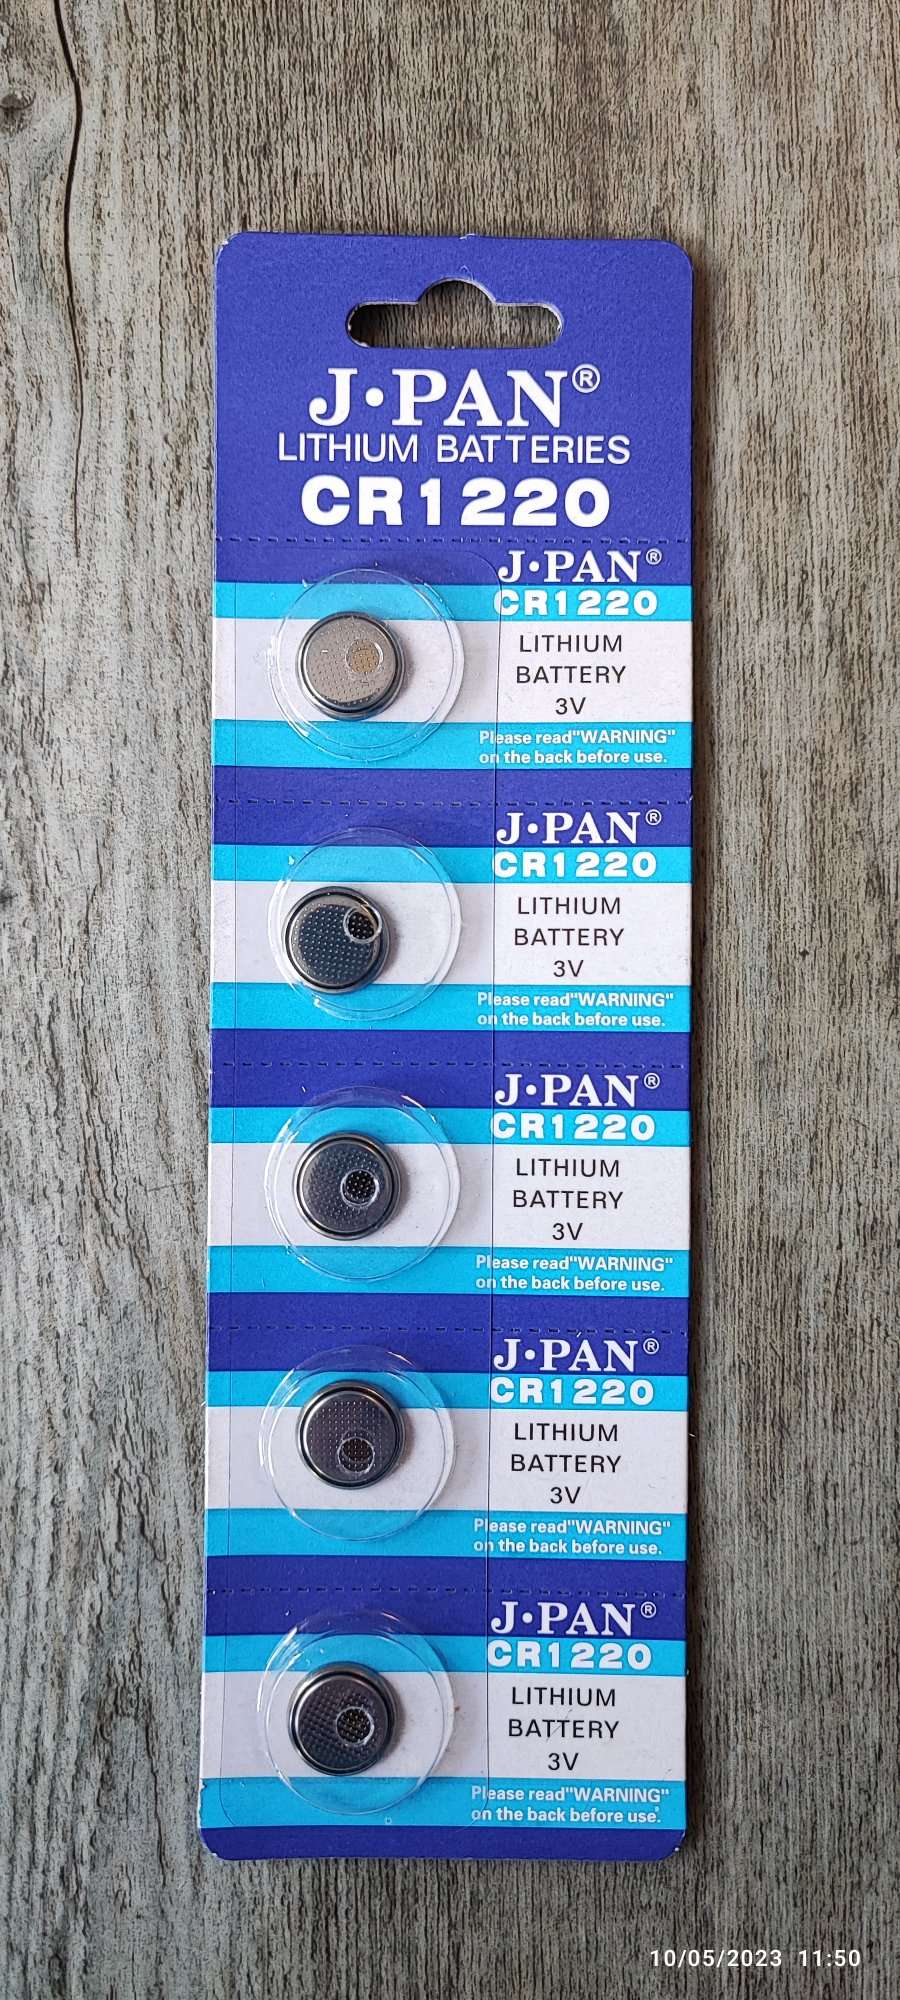 J·PAN®
LITHIUM BATTERIES
CR1220
J·PAN®
CR1220
LITHIUM
BATTERY
3V
Please read"WARNING"
on the back before use.
J·PAN®
CR1220
LITHIUM
BATTERY
3V
Please read"WARNING"
on the back before use.
J·PAN®
CR1220
LITHIUM
BATTERY
3V
Please read"WARNING"
on the back before use.
J·PAN®
CR1220
LITHIUM
BATTERY
3V
Please read"WARNING"
on the back before use.
J·PAN®
CR1220
LITHIUM
BATTERY
3V
Please read"WARNING"
on the back before use.
10/05/2023 11:50